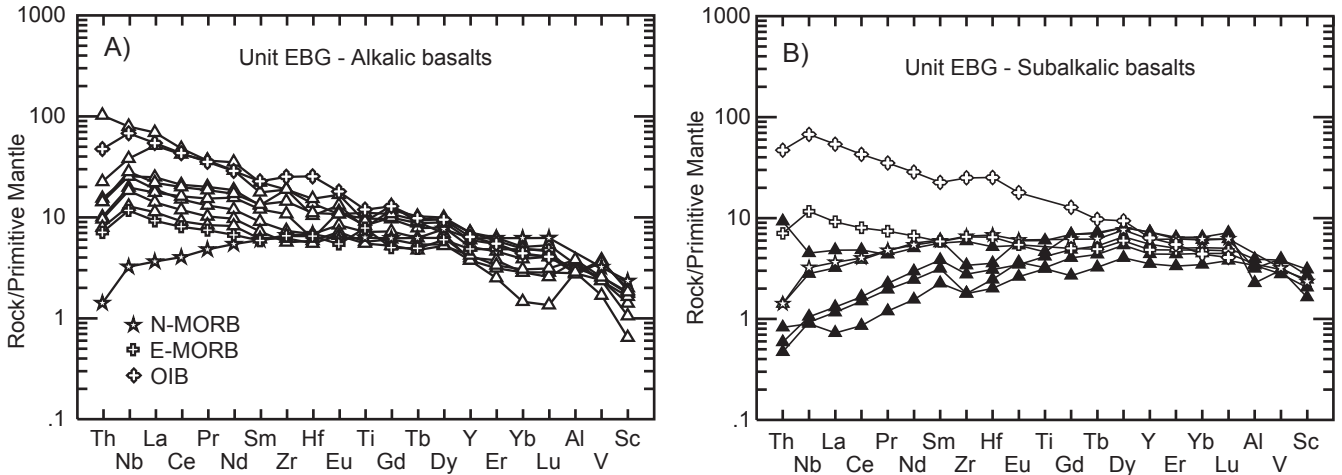 A)
Unit EBG - Alkalic basalts
Rock/Primitive Mantle
1000
100
10
1
.1
N-MORB
E-MORB
OIB
Th La Pr Sm Hf Ti Tb Y Yb Al Sc
Nb Ce Nd Zr Eu Gd Dy Er Lu V
B)
Unit EBG - Subalkalic basalts
Rock/Primitive Mantle
1000
100
10
1
.1
Th La Pr Sm Hf Ti Tb Y Yb Al Sc
Nb Ce Nd Zr Eu Gd Dy Er Lu V